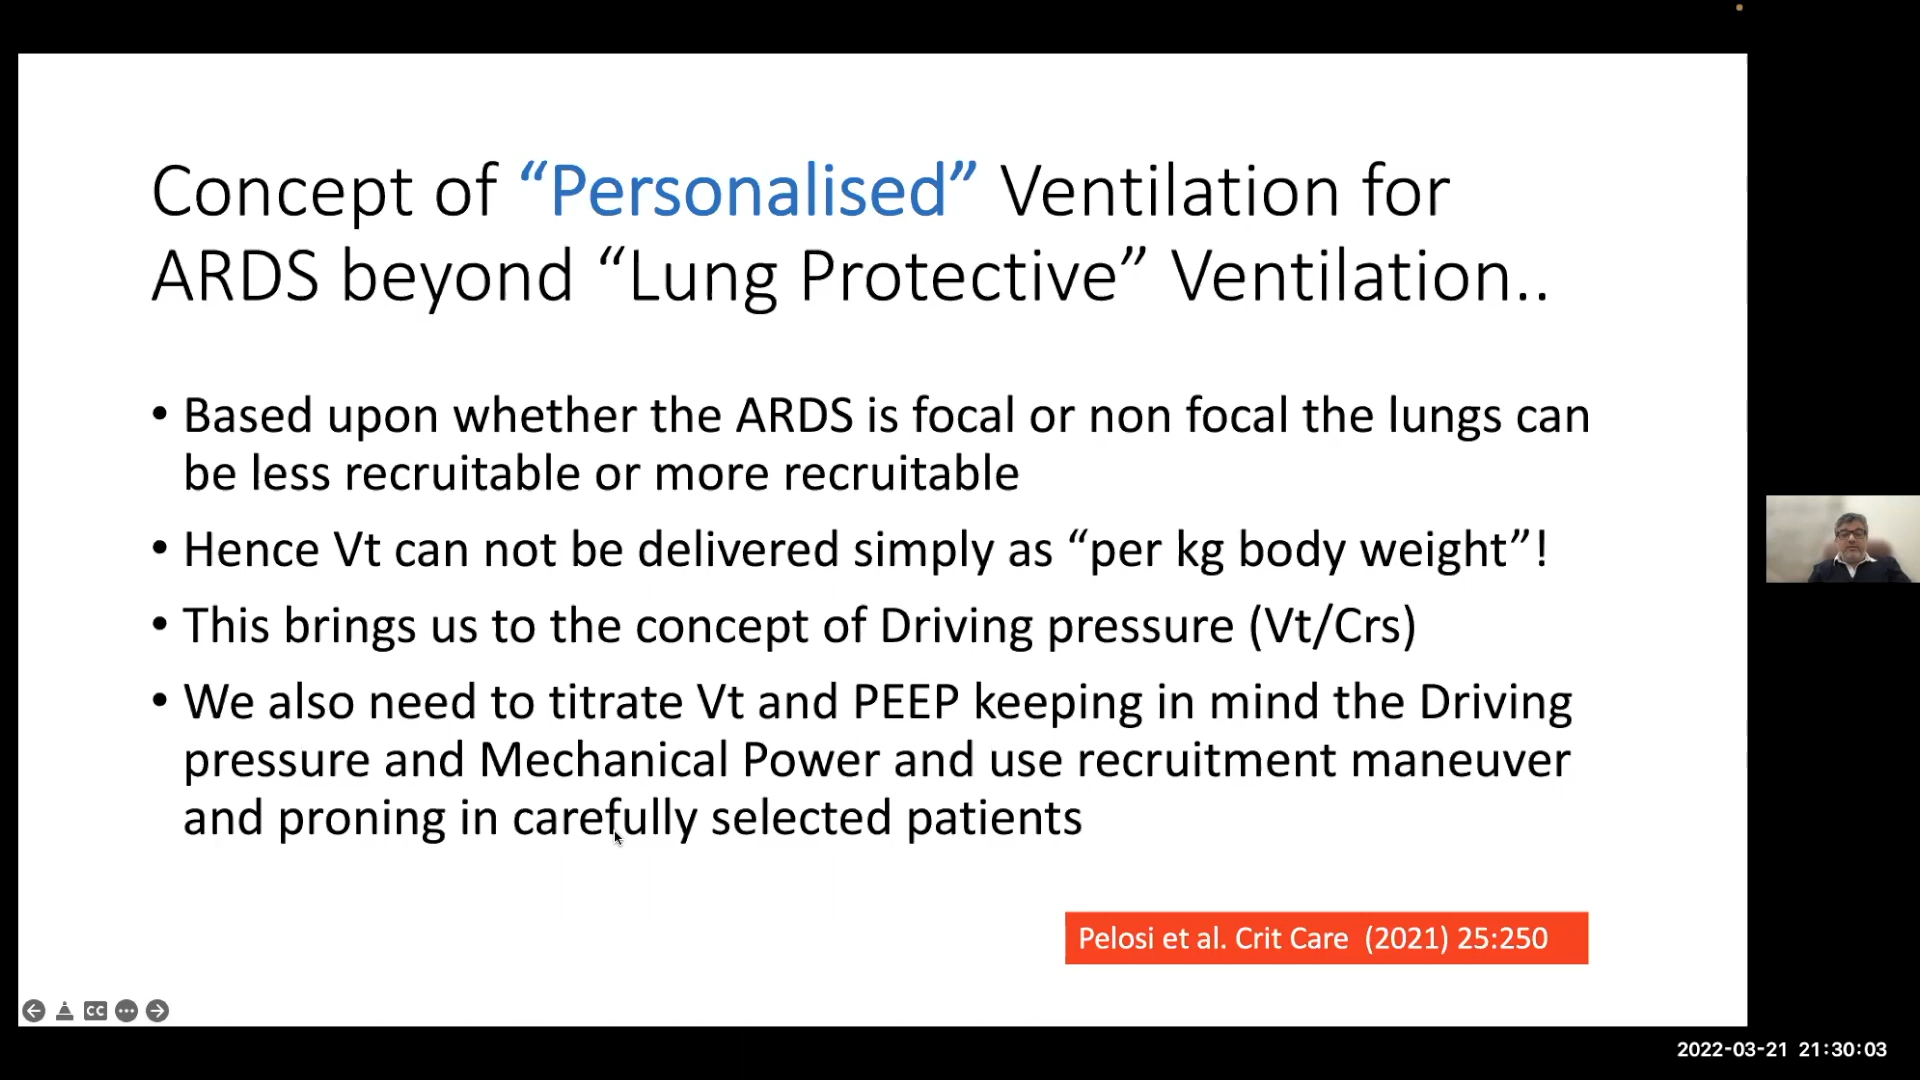 Concept of “Personalised” Ventilation for
ARDS beyond “Lung Protective” Ventilation..
• Based upon whether the ARDS is focal or non focal the lungs can
be less recruitable or more recruitable
• Hence Vt can not be delivered simply as “per kg body weight”!
• This brings us to the concept of Driving pressure (Vt/Crs)
• We also need to titrate Vt and PEEP keeping in mind the Driving
pressure and Mechanical Power and use recruitment maneuver
and proning in carefully selected patients
Pelosi et al. Crit Care (2021) 25:250
CC
2022-03-21 21:30:03